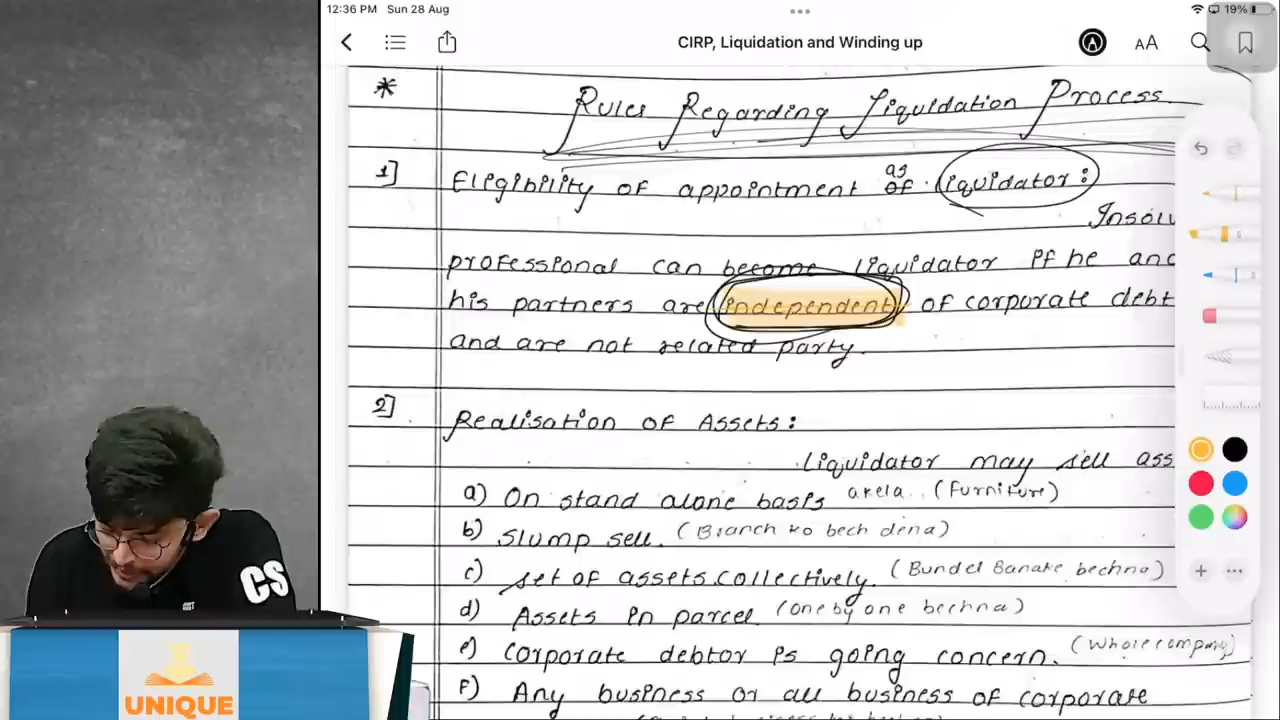 12:36 PM Sun 28 Aug
19%
CIRP, Liquidation and Winding up
AA
* Rules Regarding Liquidation Process
1] Eligibility of appointment as of liquidator:
Insolv
professional can become liquidator if he and
his partners are independent of corporate debt
and are not related party.
2] Realisation of Assets:
liquidator may sell ass
a) On stand alone basis akela (Furniture)
b) Slump sell. (Branch ko bech dena)
c) set of assets collectively. (Bundel Banake bechna)
d) Assets in parcel (one by one bechna)
e) corporate debtor is going concern. (Whole company)
F) Any business or all business of corporate
CS
UNIQUE